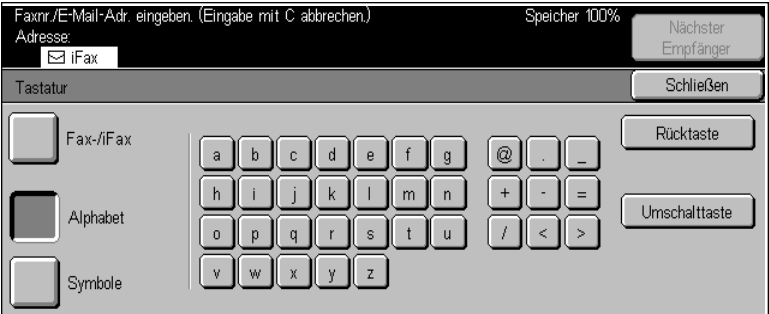 Faxnr./E-Mail-Adr. eingeben. (Eingabe mit C abbrechen.) Speicher 100%
Adresse:
iFax
Nächster
Empfänger
Tastatur
Schließen
Fax-/iFax
Rücktaste
a b c d e f g @ . _
h i j k l m n + - =
Alphabet
Umschalttaste
o p q r s t u / < >
v w x y z
Symbole